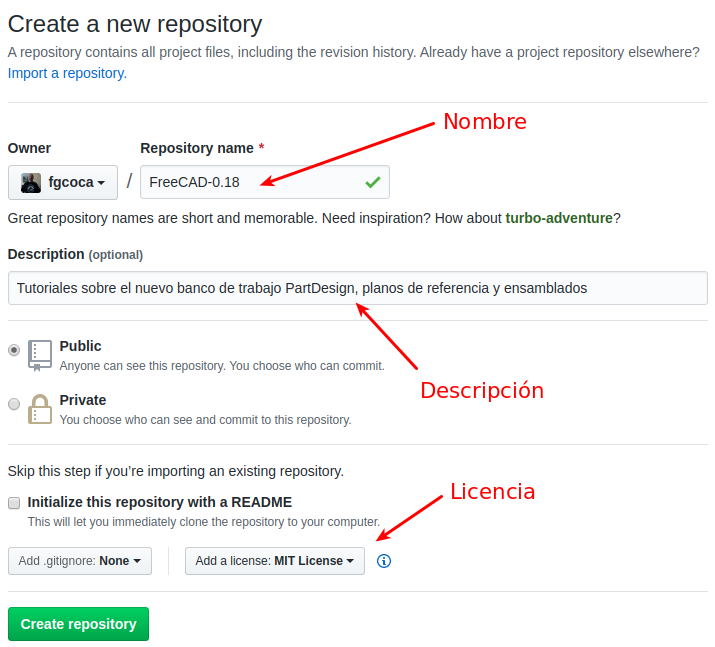 Create a new repository
A repository contains all project files, including the revision history. Already have a project repository elsewhere?
Import a repository.
Nombre
Owner Repository name *
fgcoca / FreeCAD-0.18
Great repository names are short and memorable. Need inspiration? How about turbo-adventure?
Description (optional)
Tutoriales sobre el nuevo banco de trabajo PartDesign, planos de referencia y ensamblados
Public
Anyone can see this repository. You choose who can commit.
Descripción
Private
You choose who can see and commit to this repository.
Skip this step if you’re importing an existing repository.
Licencia
Initialize this repository with a README
This will let you immediately clone the repository to your computer.
Add .gitignore: None Add a license: MIT License
Create repository